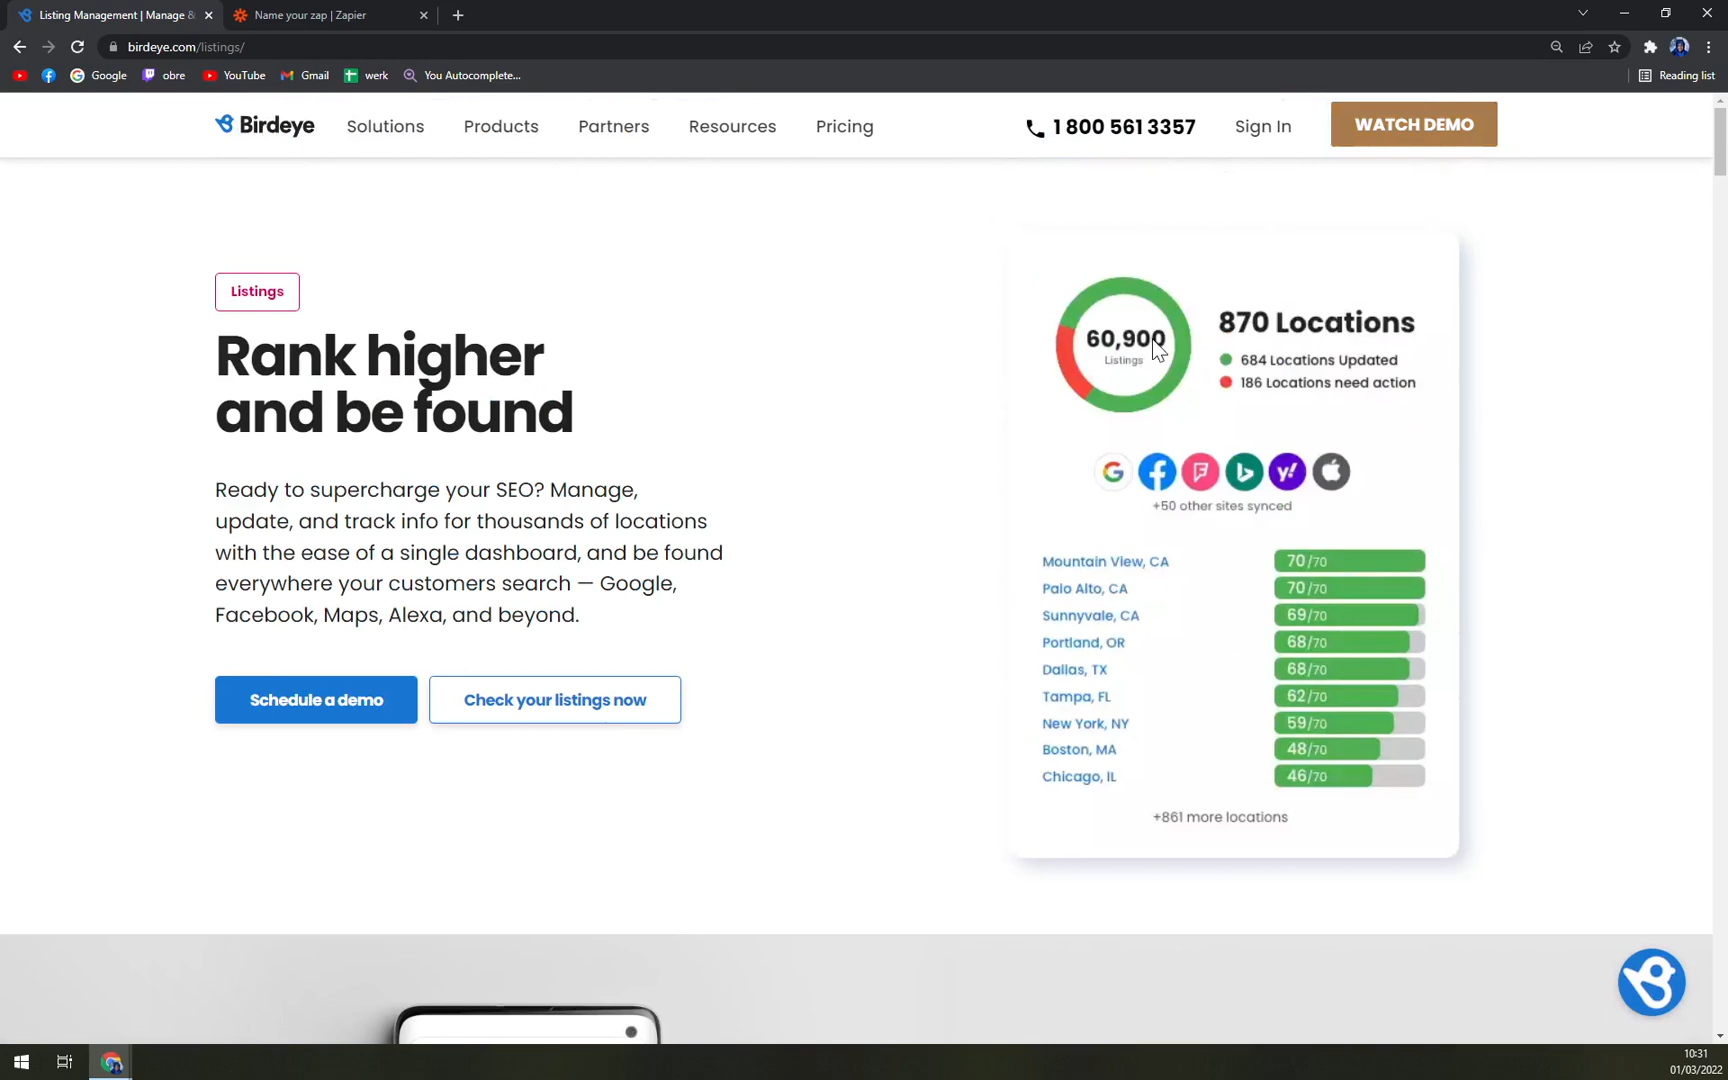 Listing Management | Manage &
Name your zap | Zapier
birdeye.com/listings/
Google
obre
YouTube
Gmail
werk
You Autocomplete...
Reading list
Birdeye
Solutions
Products
Partners
Resources
Pricing
1 800 561 3357
Sign In
WATCH DEMO
Listings
Rank higher
and be found
Ready to supercharge your SEO? Manage,
update, and track info for thousands of locations
with the ease of a single dashboard, and be found
everywhere your customers search — Google,
Facebook, Maps, Alexa, and beyond.
Schedule a demo
Check your listings now
60,900
Listings
870 Locations
684 Locations Updated
186 Locations need action
+50 other sites synced
Mountain View, CA 70/70
Palo Alto, CA 70/70
Sunnyvale, CA 69/70
Portland, OR 68/70
Dallas, TX 68/70
Tampa, FL 62/70
New York, NY 59/70
Boston, MA 48/70
Chicago, IL 46/70
+861 more locations
10:31
01/03/2022